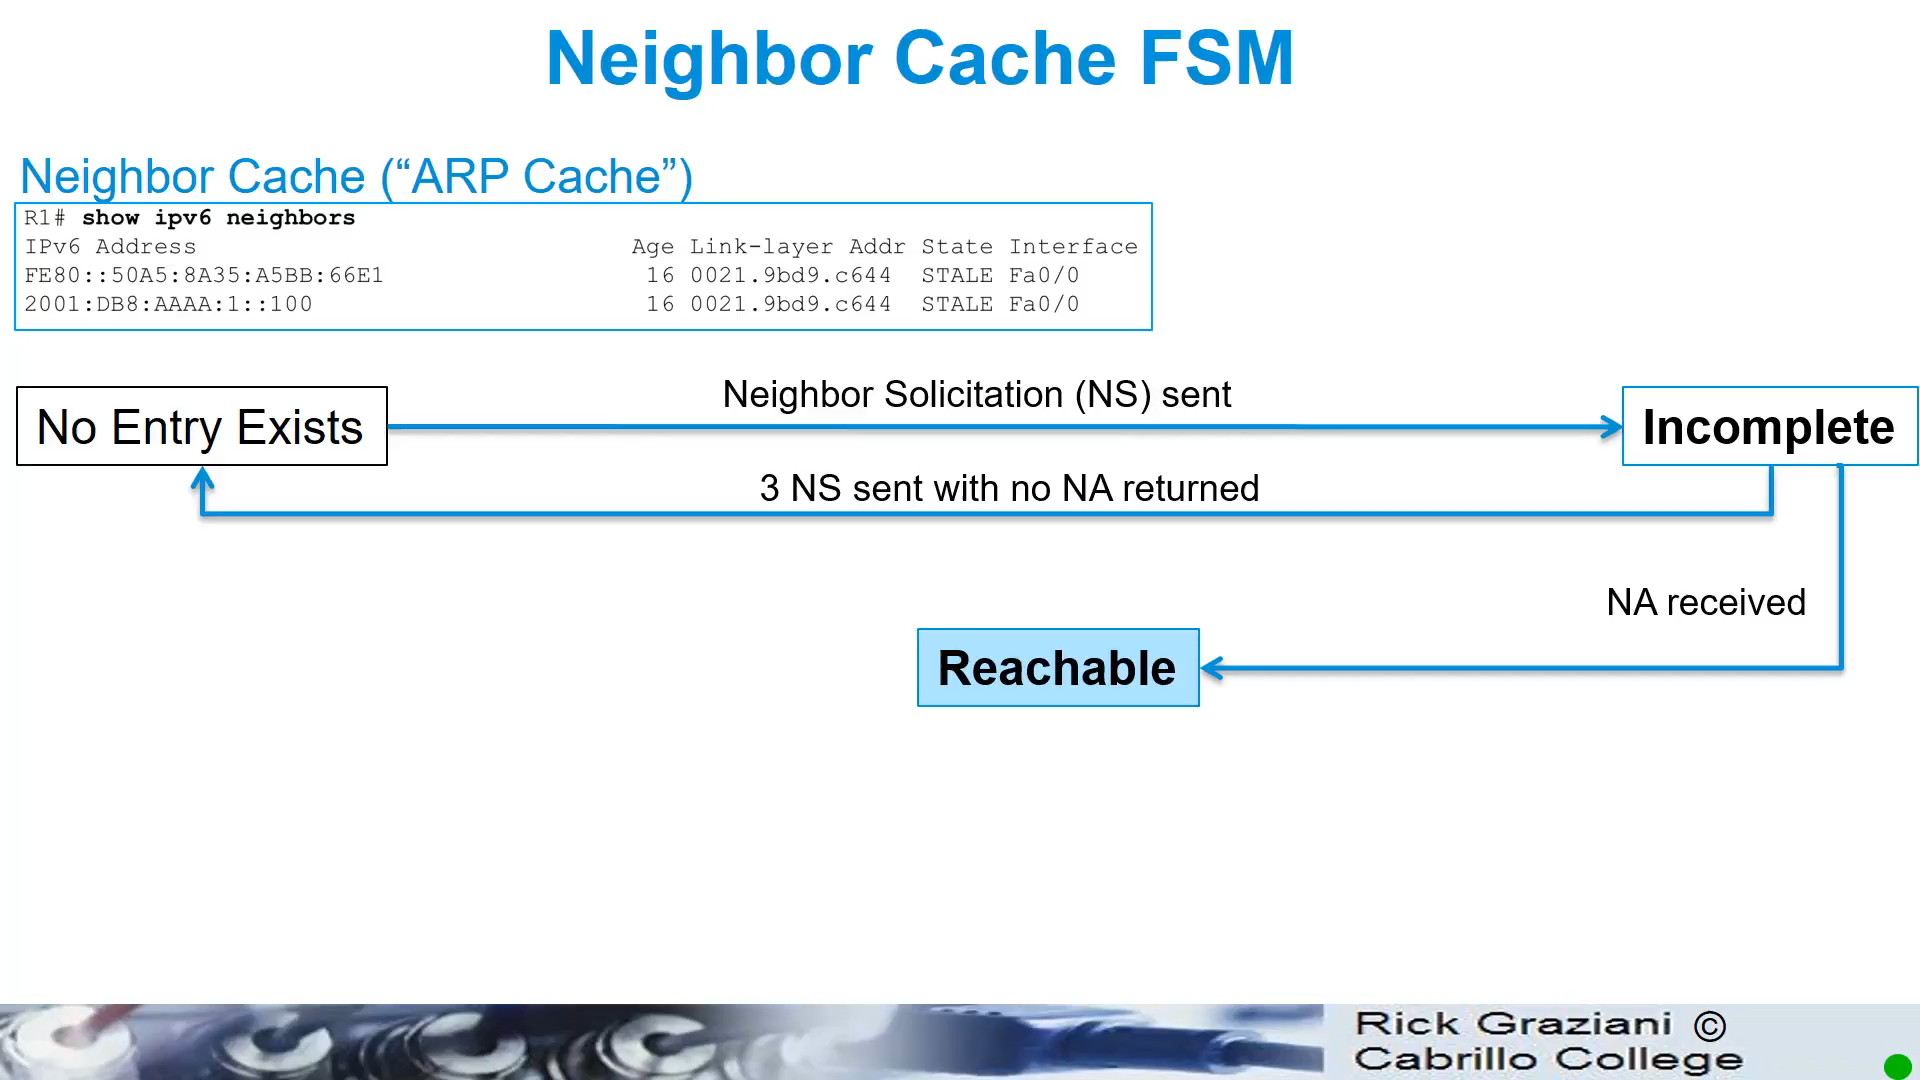 Neighbor Cache FSM
Neighbor Cache (“ARP Cache”)
R1# show ipv6 neighbors
IPv6 Address Age Link-layer Addr State Interface
FE80::50A5:8A35:A5BB:66E1 16 0021.9bd9.c644 STALE Fa0/0
2001:DB8:AAAA:1::100 16 0021.9bd9.c644 STALE Fa0/0
Neighbor Solicitation (NS) sent
No Entry Exists
Incomplete
3 NS sent with no NA returned
NA received
Reachable
Rick Graziani ©
Cabrillo College